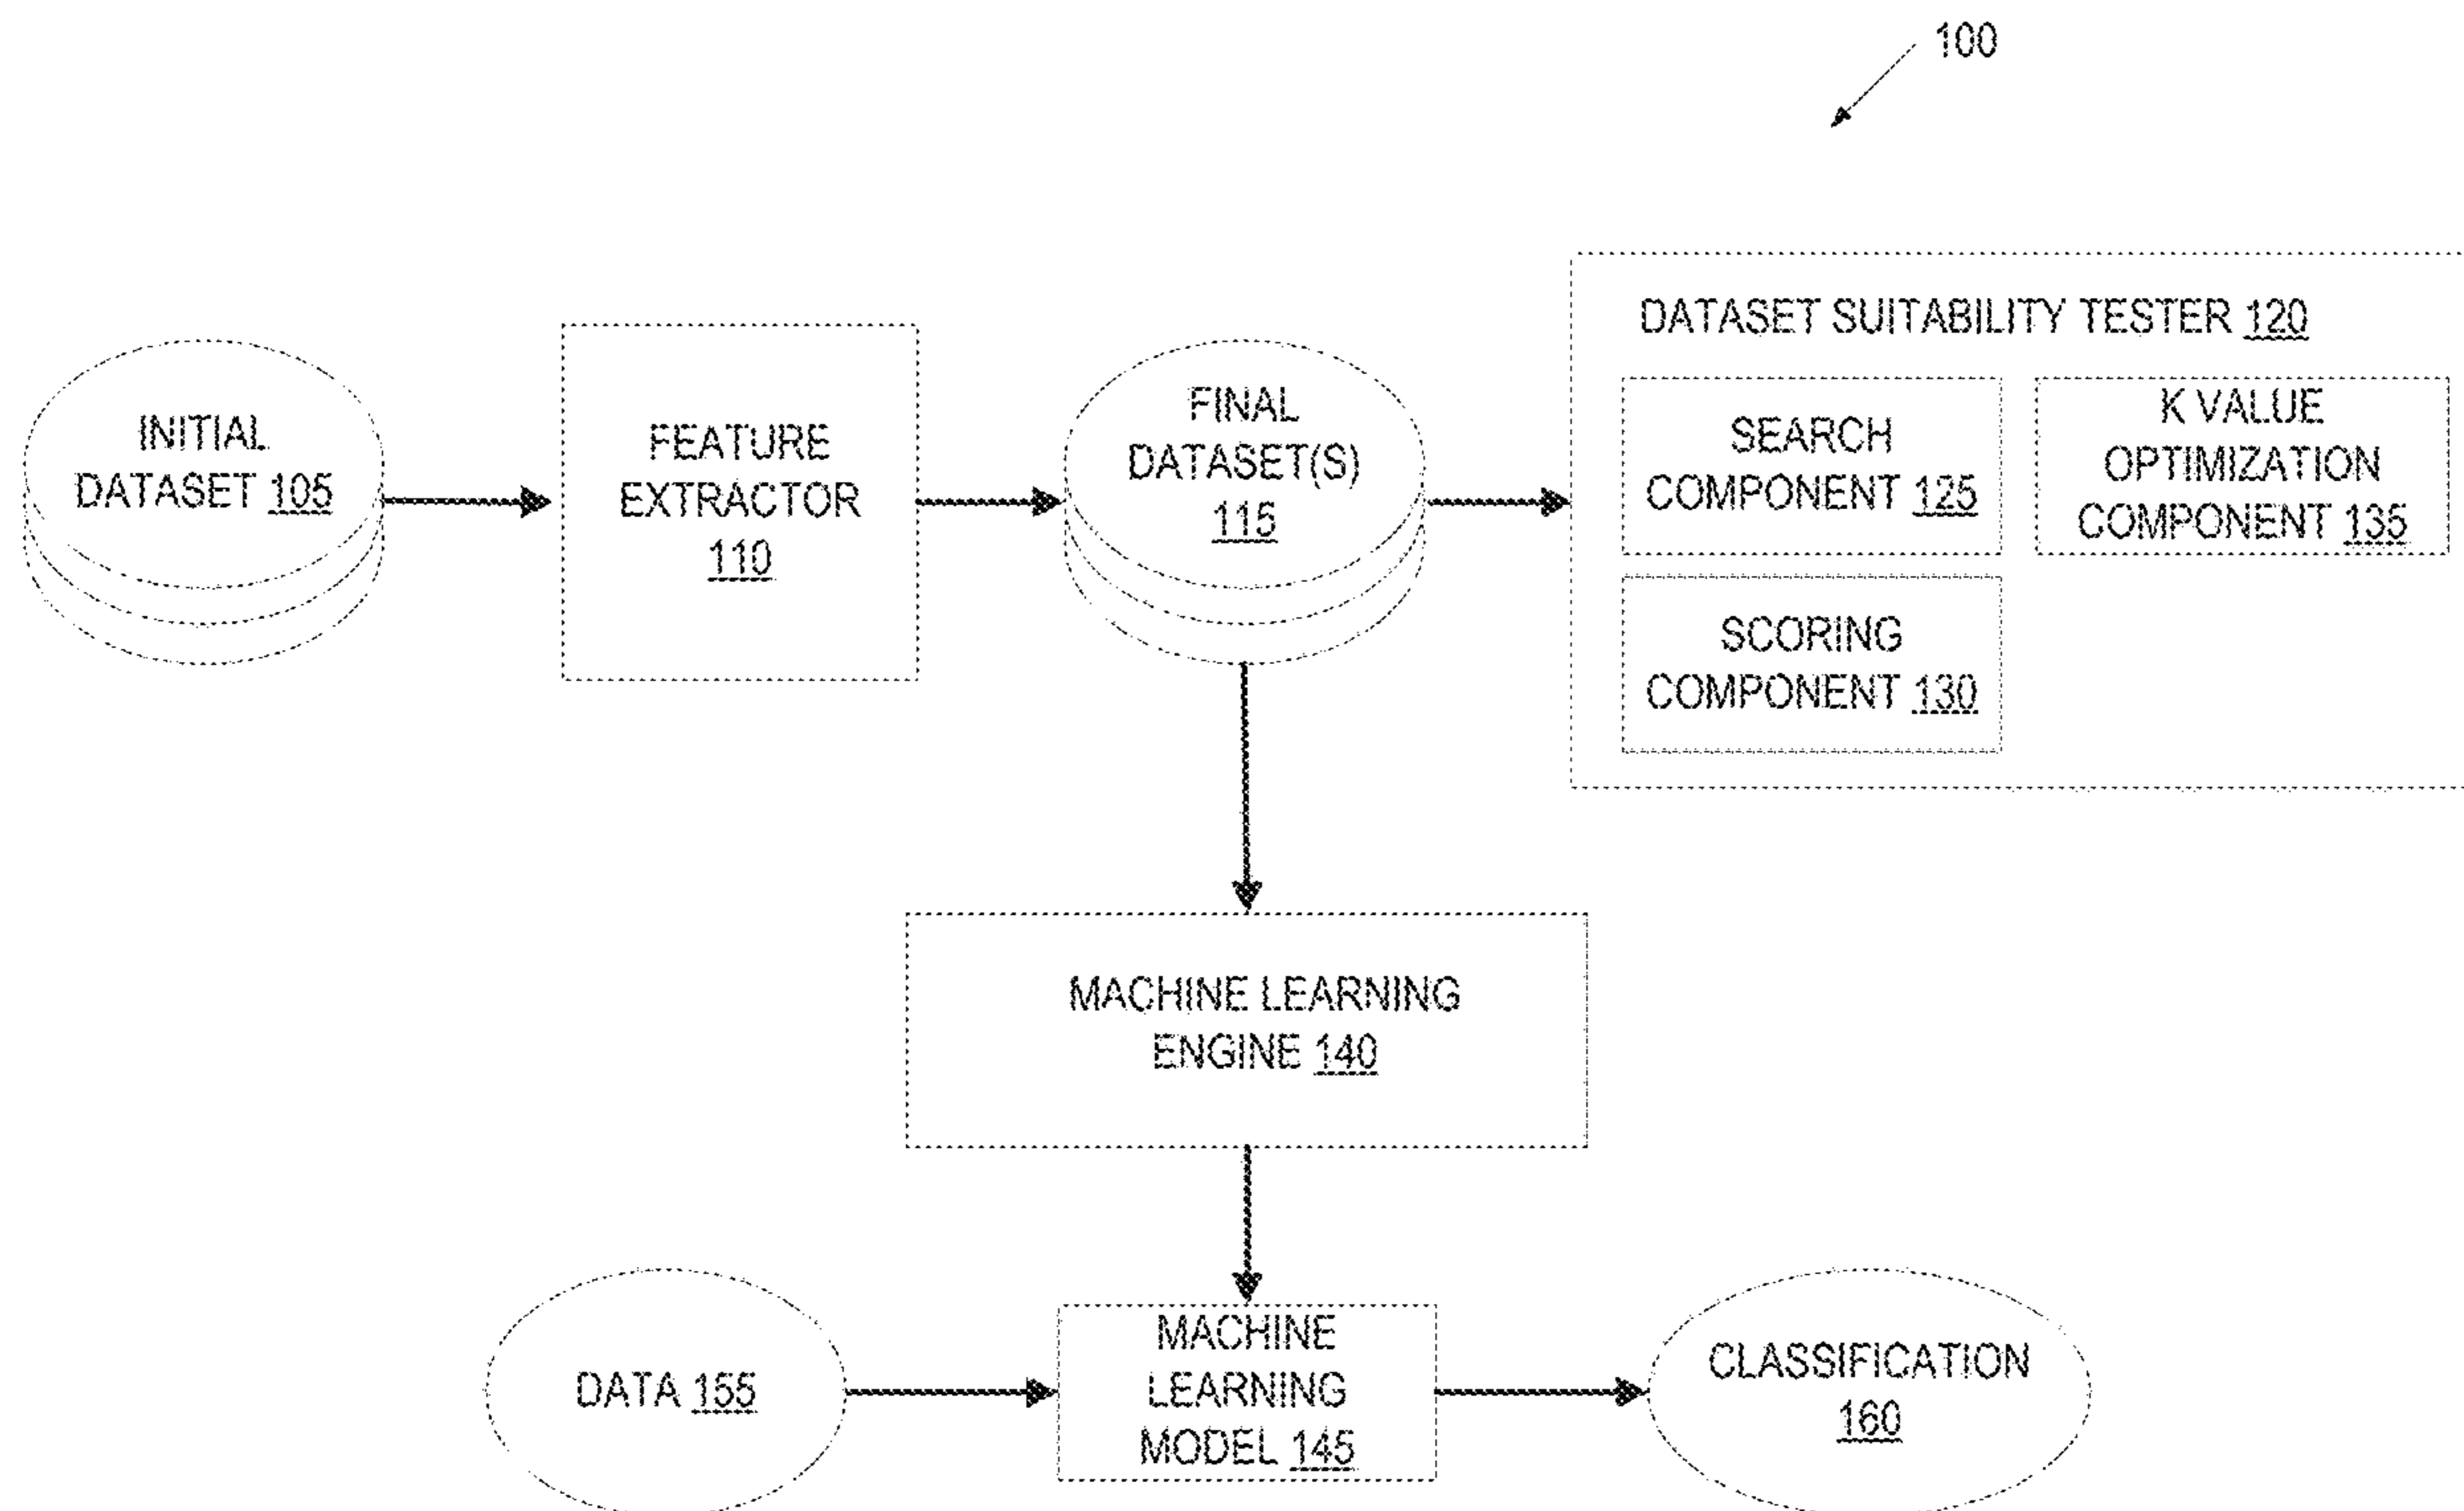 100
DATASET SUITABILITY TESTER 120
INITIAL
DATASET 105
FEATURE
EXTRACTOR
110
FINAL
DATASET(S)
115
SEARCH
COMPONENT 125
K VALUE
OPTIMIZATION
COMPONENT 135
SCORING
COMPONENT 130
MACHINE LEARNING
ENGINE 140
DATA 155
MACHINE
LEARNING
MODEL 145
CLASSIFICATION
160